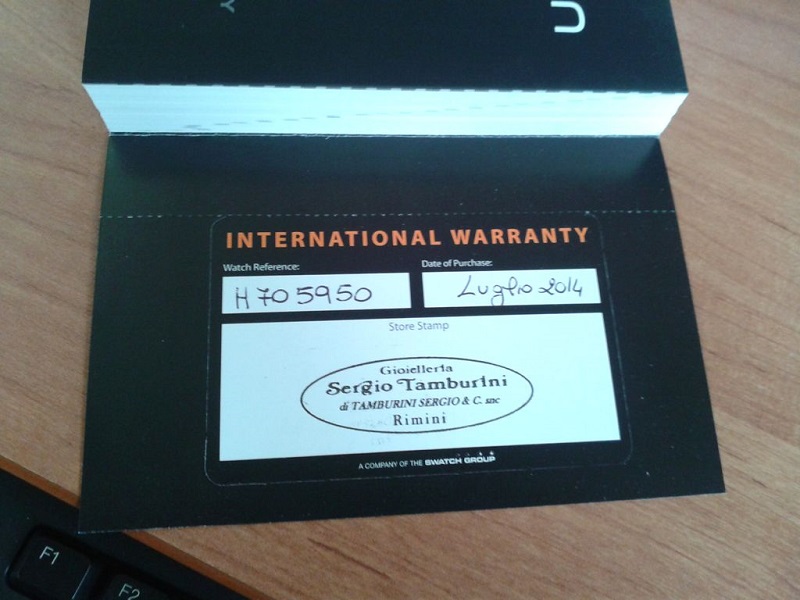 Y
U
INTERNATIONAL WARRANTY
Watch Reference:
Date of Purchase:
H705950
Luglio 2014
Store Stamp
Gioielleria
Sergio Tamburini
di TAMBURINI SERGIO & C. snc
Rimini
A COMPANY OF THE SWATCH GROUP
F1
F2